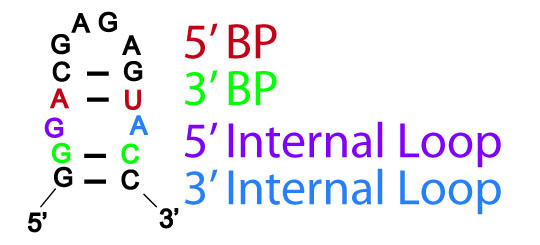 A G
G A
C – G
A – U
G A
G – C
G – C
5’ 3’
5’ BP
3’ BP
5’ Internal Loop
3’ Internal Loop